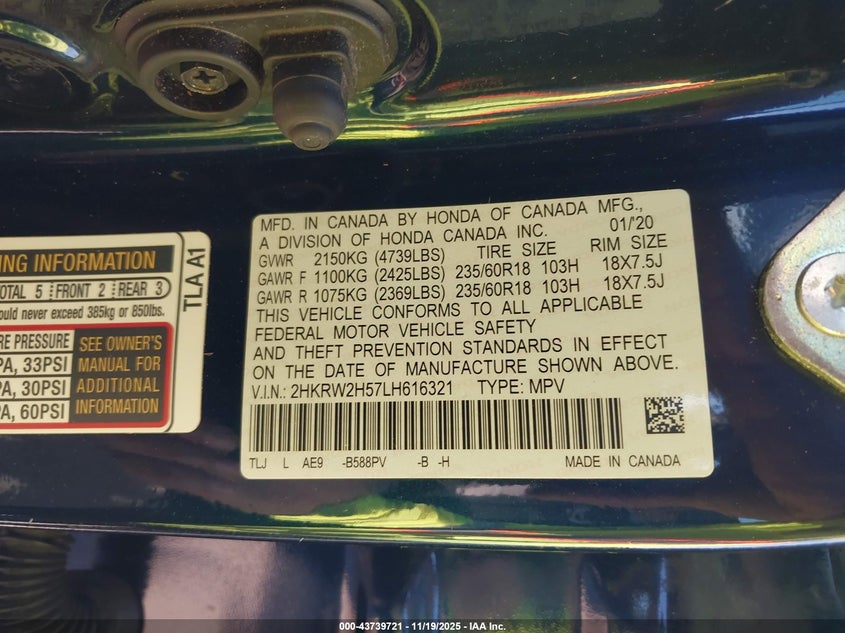 MFD. IN CANADA BY HONDA OF CANADA MFG.,
A DIVISION OF HONDA CANADA INC. 01/'20
GVWR 2150KG (4739LBS) TIRE SIZE RIM SIZE
GAWR F 1100KG (2425LBS) 235/60R18 103H 18X7.5J
GAWR R 1075KG (2369LBS) 235/60R18 103H 18X7.5J
THIS VEHICLE CONFORMS TO ALL APPLICABLE
FEDERAL MOTOR VEHICLE SAFETY
AND THEFT PREVENTION STANDARDS IN EFFECT
ON THE DATE OF MANUFACTURE SHOWN ABOVE.
V.I.N.: 2HKRW2H57LH616321 TYPE: MPV
TLJ L AE9 -B588PV -B -H MADE IN CANADA
ING INFORMATION
OTAL 5 FRONT 2 REAR 3
ould never exceed 385kg or 850lbs.
RE PRESSURE
PA, 33PSI
PA, 30PSI
PA, 60PSI
SEE OWNER'S
MANUAL FOR
ADDITIONAL
INFORMATION
TLA A1
000-43739721 - 11/19/2025 - IAA Inc.